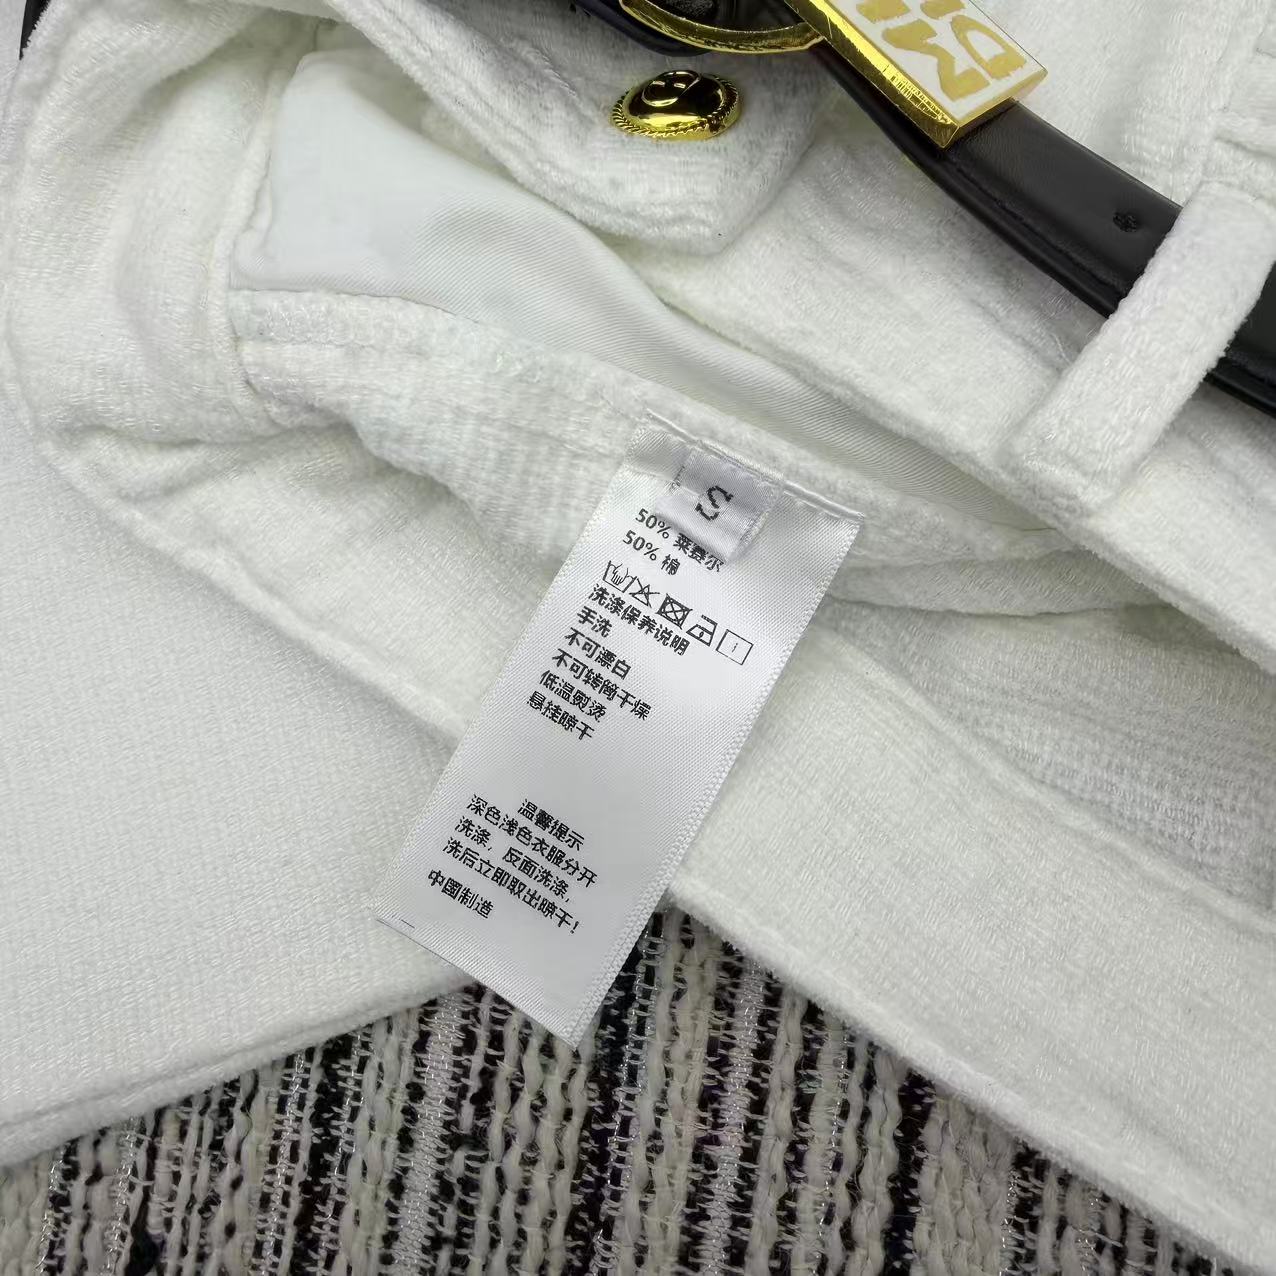 S
50% 莱赛尔
50% 棉
洗涤保养说明
手洗
不可漂白
不可转筒干燥
低温熨烫
悬挂晾干
温馨提示
深色浅色衣服分开
洗涤，反面洗涤，
洗后立即取出晾干!
中國制造